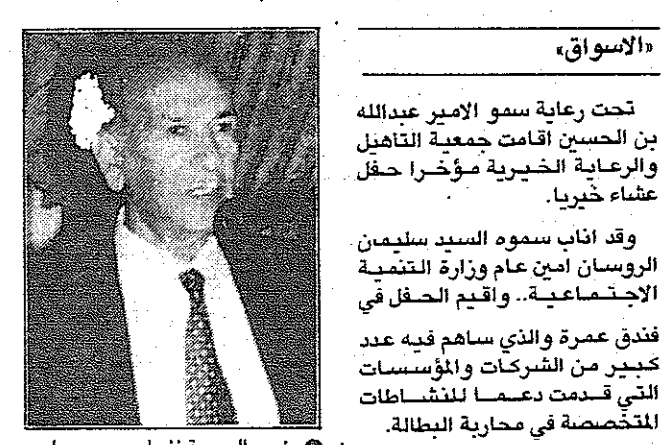 «الاسواق»
تحت رعاية سمو الامير عبدالله
بن الحسين اقامت جمعية التاهيل
والرعاية الخيرية مؤخرا حفل
عشاء خيريا.
وقد اناب سموه السيد سليمن
الروسان امين عام وزارة التنمية
الاجتماعية.. واقيم الحفل في
فندق عمرة والذي ساهم فيه عدد
كبير من الشركات والمؤسسات
التي قدمت دعما للنشاطات
المتخصصة في محاربة البطالة.